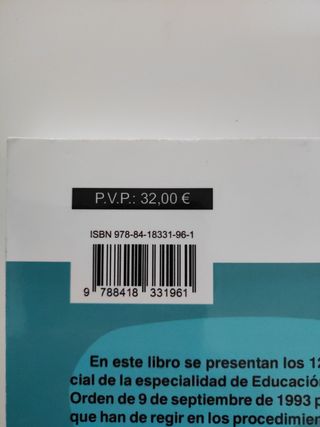 P.V.P.: 32,00 €
ISBN 978-84-18331-96-1
9 788418 331961
En este libro se presentan los 12
cial de la especialidad de Educació
Orden de 9 de septiembre de 1993 p
que han de regir en los procedimien